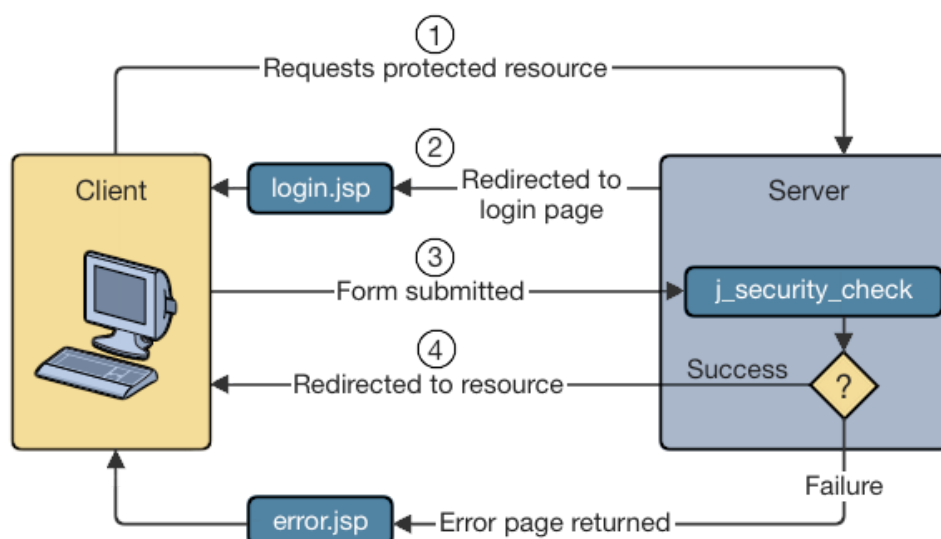 1
Requests protected resource
Client
2
login.jsp
Redirected to
login page
Server
3
Form submitted
j_security_check
4
Redirected to resource
Success
?
Failure
error.jsp
Error page returned